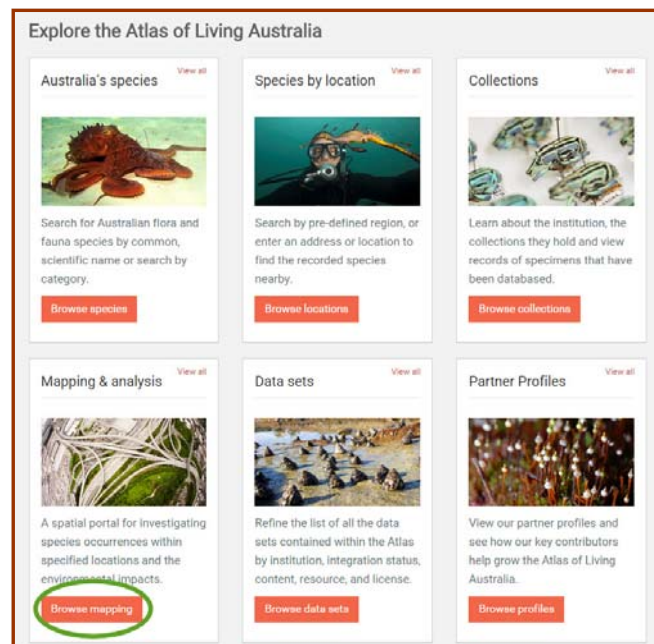 Explore the Atlas of Living Australia
Australia's species
View all
Search for Australian flora and
fauna species by common,
scientific name or search by
category.
Browse species
Species by location
View all
Search by pre-defined region, or
enter an address or location to
find the recorded species
nearby.
Browse locations
Collections
View all
Learn about the institution, the
collections they hold and view
records of specimens that have
been databased.
Browse collections
Mapping & analysis
View all
A spatial portal for investigating
species occurrences within
specified locations and the
environmental impacts.
Browse mapping
Data sets
View all
Refine the list of all the data
sets contained within the Atlas
by institution, integration status,
content, resource, and license.
Browse data sets
Partner Profiles
View all
View our partner profiles and
see how our key contributors
help grow the Atlas of Living
Australia.
Browse profiles